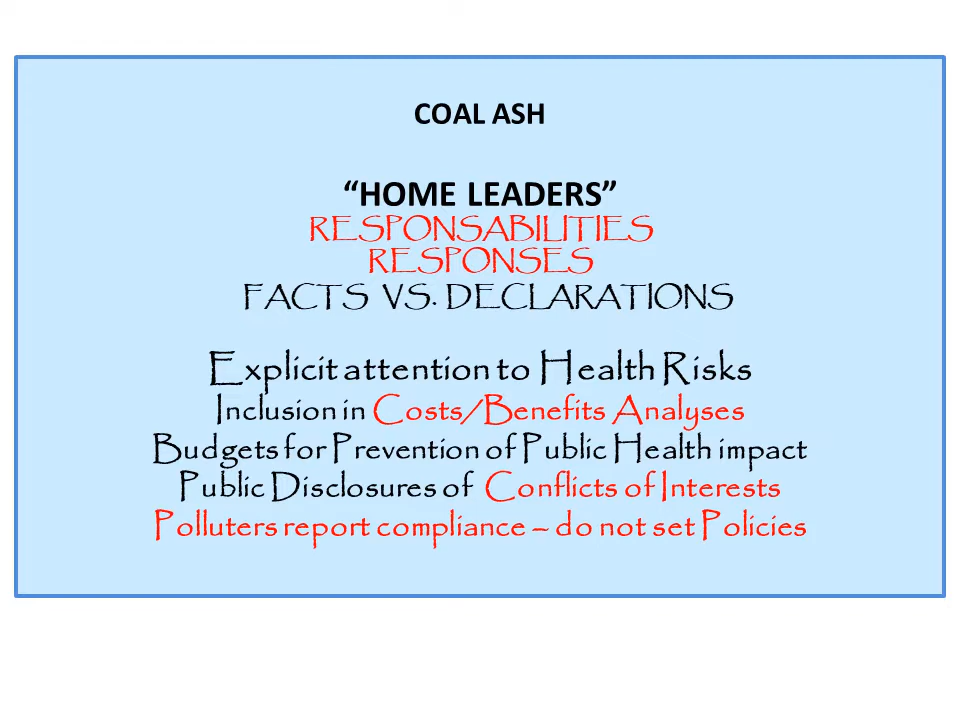 COAL ASH
“HOME LEADERS”
RESPONSABILITIES
RESPONSES
FACTS VS. DECLARATIONS
Explicit attention to Health Risks
Inclusion in Costs/Benefits Analyses
Budgets for Prevention of Public Health impact
Public Disclosures of Conflicts of Interests
Polluters report compliance – do not set Policies